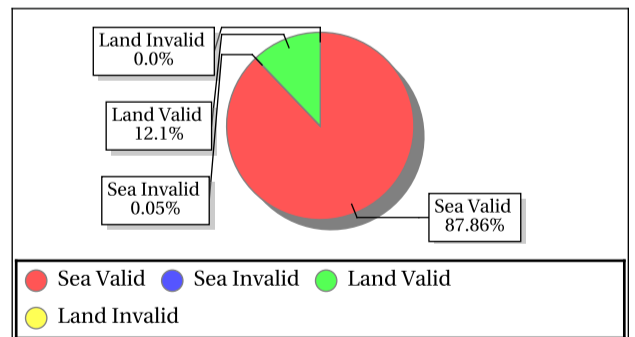 Land Invalid
0.0%
Land Valid
12.1%
Sea Invalid
0.05%
Sea Valid
87.86%
Sea Valid Sea Invalid Land Valid
Land Invalid